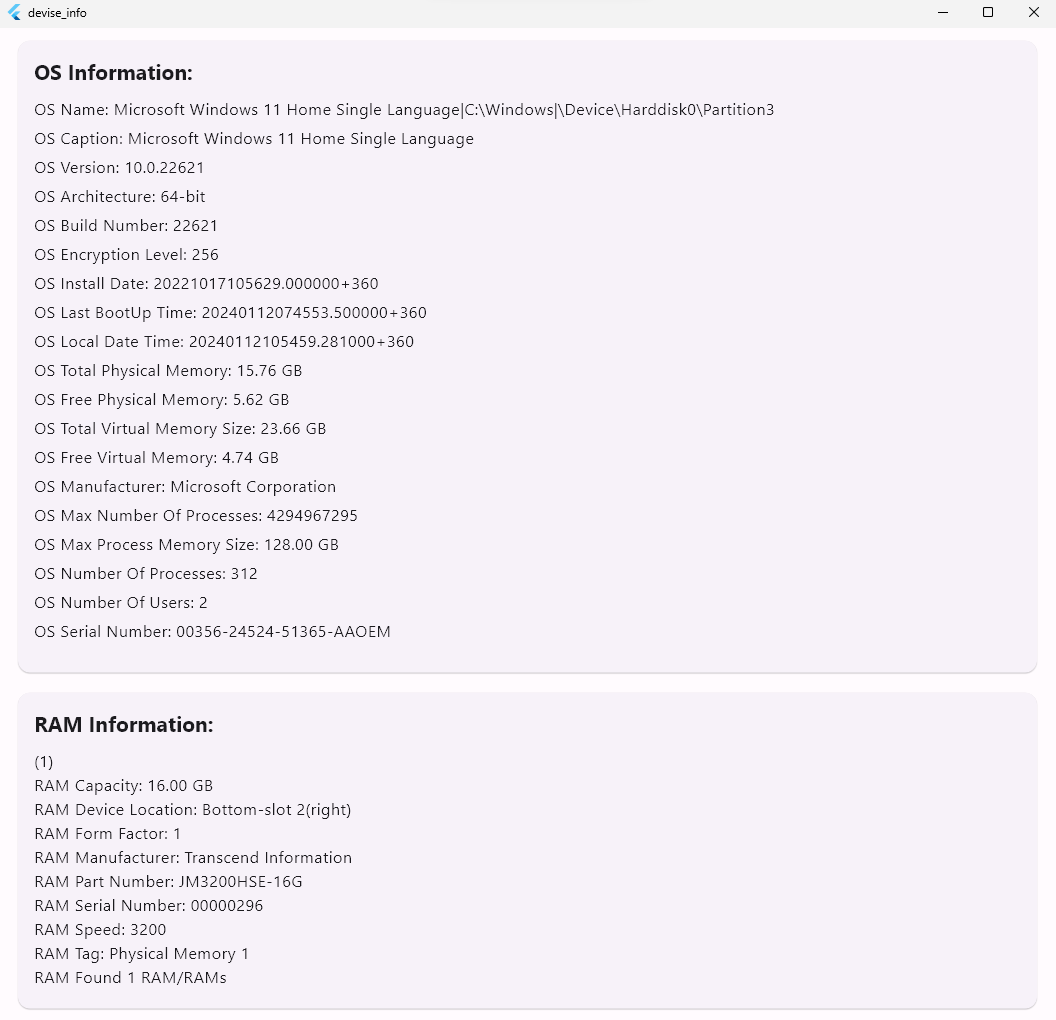 devise_info
OS Information:
OS Name: Microsoft Windows 11 Home Single Language|C:\Windows|\Device\Harddisk0\Partition3
OS Caption: Microsoft Windows 11 Home Single Language
OS Version: 10.0.22621
OS Architecture: 64-bit
OS Build Number: 22621
OS Encryption Level: 256
OS Install Date: 20221017105629.000000+360
OS Last BootUp Time: 20240112074553.500000+360
OS Local Date Time: 20240112105459.281000+360
OS Total Physical Memory: 15.76 GB
OS Free Physical Memory: 5.62 GB
OS Total Virtual Memory Size: 23.66 GB
OS Free Virtual Memory: 4.74 GB
OS Manufacturer: Microsoft Corporation
OS Max Number Of Processes: 4294967295
OS Max Process Memory Size: 128.00 GB
OS Number Of Processes: 312
OS Number Of Users: 2
OS Serial Number: 00356-24524-51365-AAOEM
RAM Information:
(1)
RAM Capacity: 16.00 GB
RAM Device Location: Bottom-slot 2(right)
RAM Form Factor: 1
RAM Manufacturer: Transcend Information
RAM Part Number: JM3200HSE-16G
RAM Serial Number: 00000296
RAM Speed: 3200
RAM Tag: Physical Memory 1
RAM Found 1 RAM/RAMs